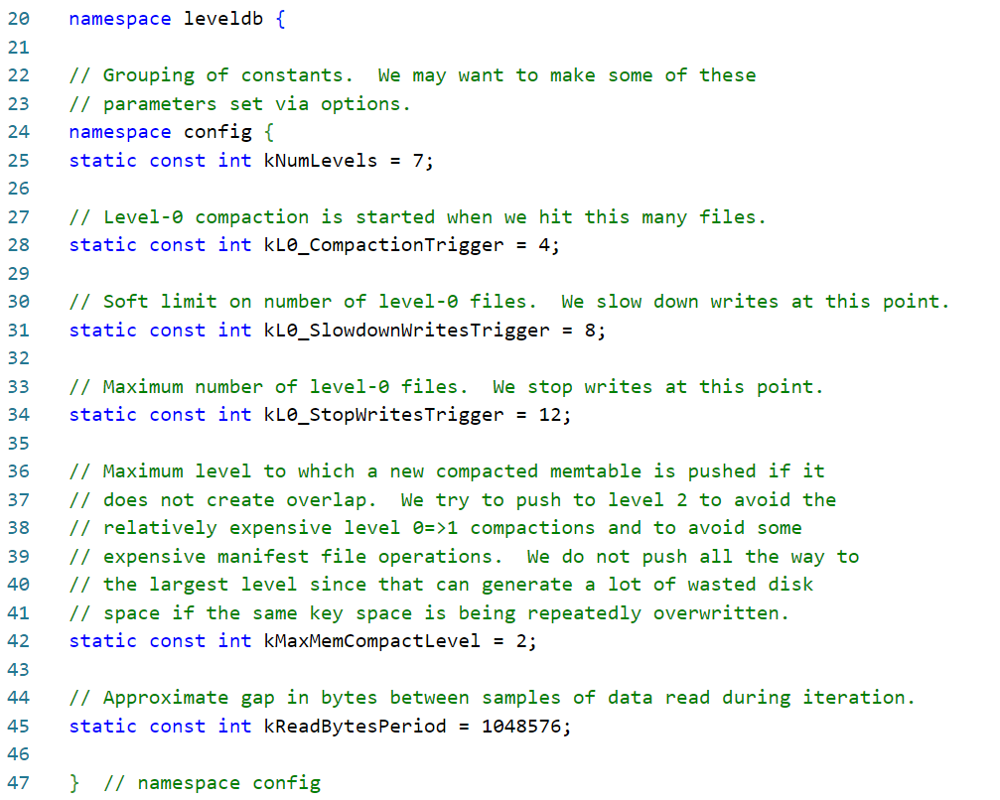 20 namespace leveldb {
21
22 // Grouping of constants.  We may want to make some of these
23 // parameters set via options.
24 namespace config {
25 static const int kNumLevels = 7;
26
27 // Level-0 compaction is started when we hit this many files.
28 static const int kL0_CompactionTrigger = 4;
29
30 // Soft limit on number of level-0 files.  We slow down writes at this point.
31 static const int kL0_SlowdownWritesTrigger = 8;
32
33 // Maximum number of level-0 files.  We stop writes at this point.
34 static const int kL0_StopWritesTrigger = 12;
35
36 // Maximum level to which a new compacted memtable is pushed if it
37 // does not create overlap.  We try to push to level 2 to avoid the
38 // relatively expensive level 0=>1 compactions and to avoid some
39 // expensive manifest file operations.  We do not push all the way to
40 // the largest level since that can generate a lot of wasted disk
41 // space if the same key space is being repeatedly overwritten.
42 static const int kMaxMemCompactLevel = 2;
43
44 // Approximate gap in bytes between samples of data read during iteration.
45 static const int kReadBytesPeriod = 1048576;
46
47 }  // namespace config